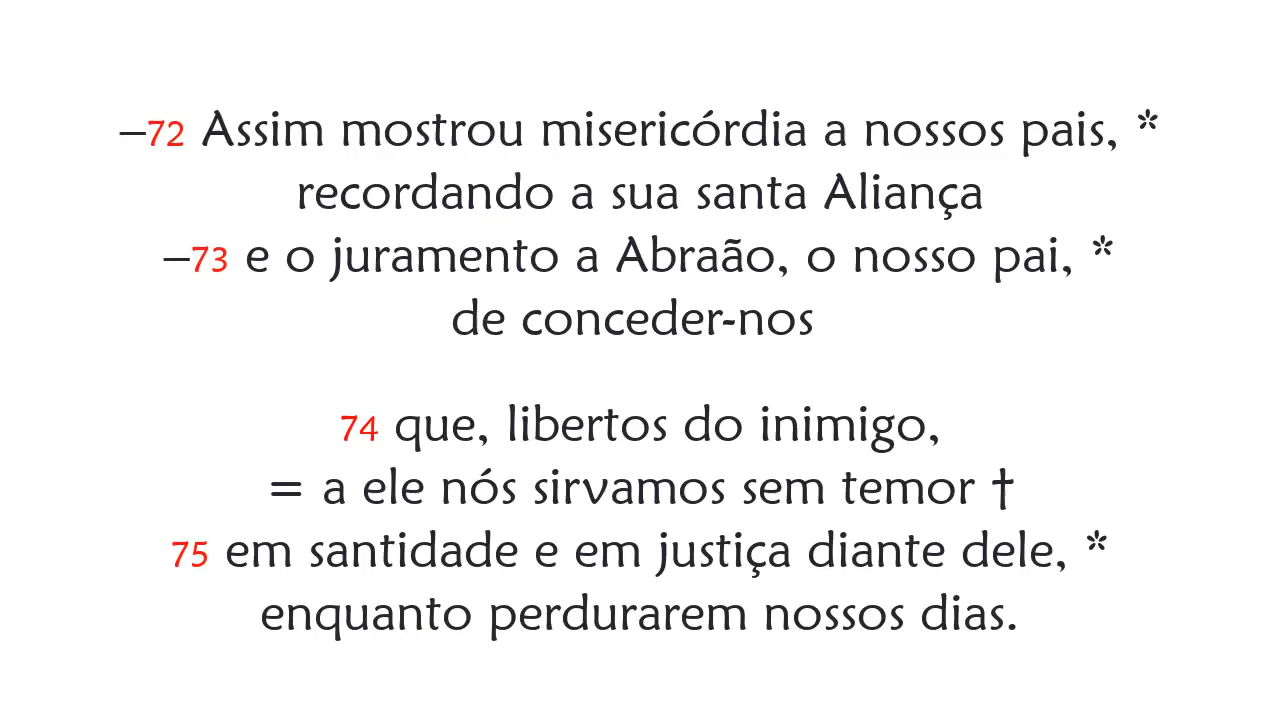 –72 Assim mostrou misericórdia a nossos pais, *
recordando a sua santa Aliança
–73 e o juramento a Abraão, o nosso pai, *
de conceder-nos
74 que, libertos do inimigo,
= a ele nós sirvamos sem temor †
75 em santidade e em justiça diante dele, *
enquanto perdurarem nossos dias.